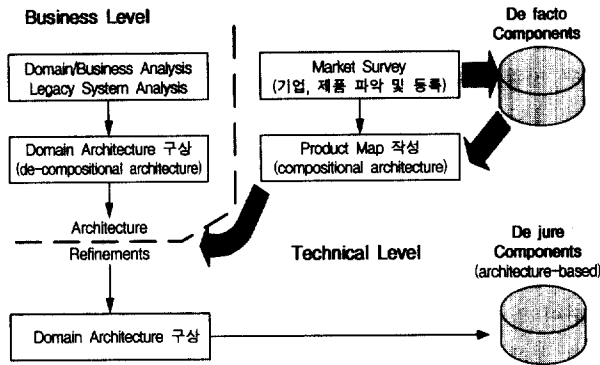 Business Level
Domain/Business Analysis
Legacy System Analysis
Domain Architecture 구상
(de-compositional architecture)
Architecture
Refinements
Domain Architecture 구상
Market Survey
(기업, 제품 파악 및 등록)
Product Map 작성
(compositional architecture)
De facto
Components
Technical Level
De jure
Components
(architecture-based)